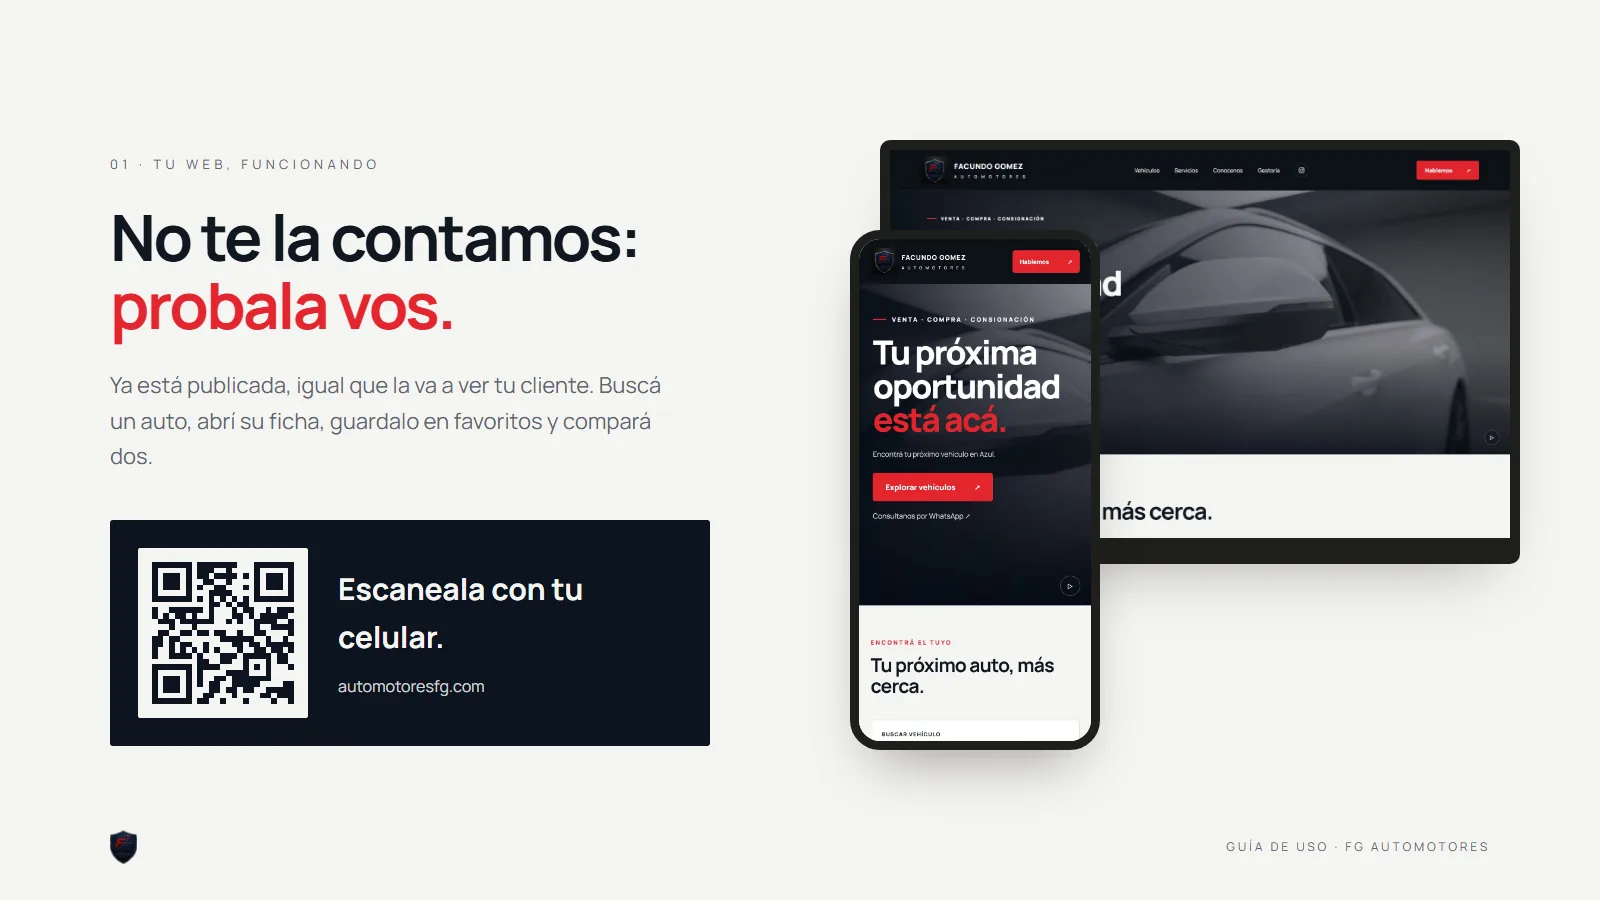 01 · TU WEB, FUNCIONANDO
No te la contamos:
probala vos.
Ya está publicada, igual que la va a ver tu cliente. Buscá
un auto, abrí su ficha, guardalo en favoritos y compará
dos.
Escaneala con tu
celular.
automotoresfg.com
FACUNDO GOMEZ
AUTOMOTORES
Vehículos Servicios Conocenos Gestoría
Hablemos ↗
VENTA · COMPRA · CONSIGNACIÓN
d
más cerca.
FACUNDO GOMEZ
AUTOMOTORES
Hablemos ↗
VENTA · COMPRA · CONSIGNACIÓN
Tu próxima
oportunidad
está acá.
Encontrá tu próximo vehículo en Azul.
Explorar vehículos ↗
Consultanos por WhatsApp ↗
ENCONTRÁ EL TUYO
Tu próximo auto, más
cerca.
BUSCAR VEHÍCULO
GUÍA DE USO · FG AUTOMOTORES